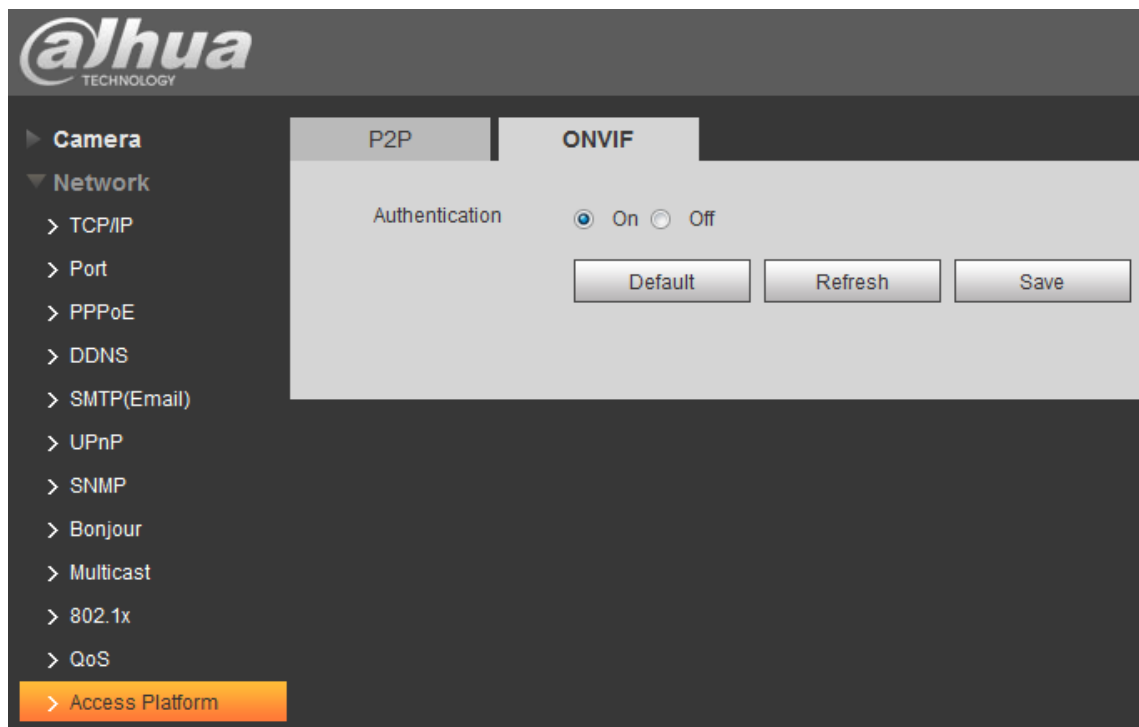 alhua
TECHNOLOGY
Camera
Network
TCP/IP
Port
PPPoE
DDNS
SMTP(Email)
UPnP
SNMP
Bonjour
Multicast
802.1x
QoS
Access Platform
P2P
ONVIF
Authentication
On
Off
Default
Refresh
Save